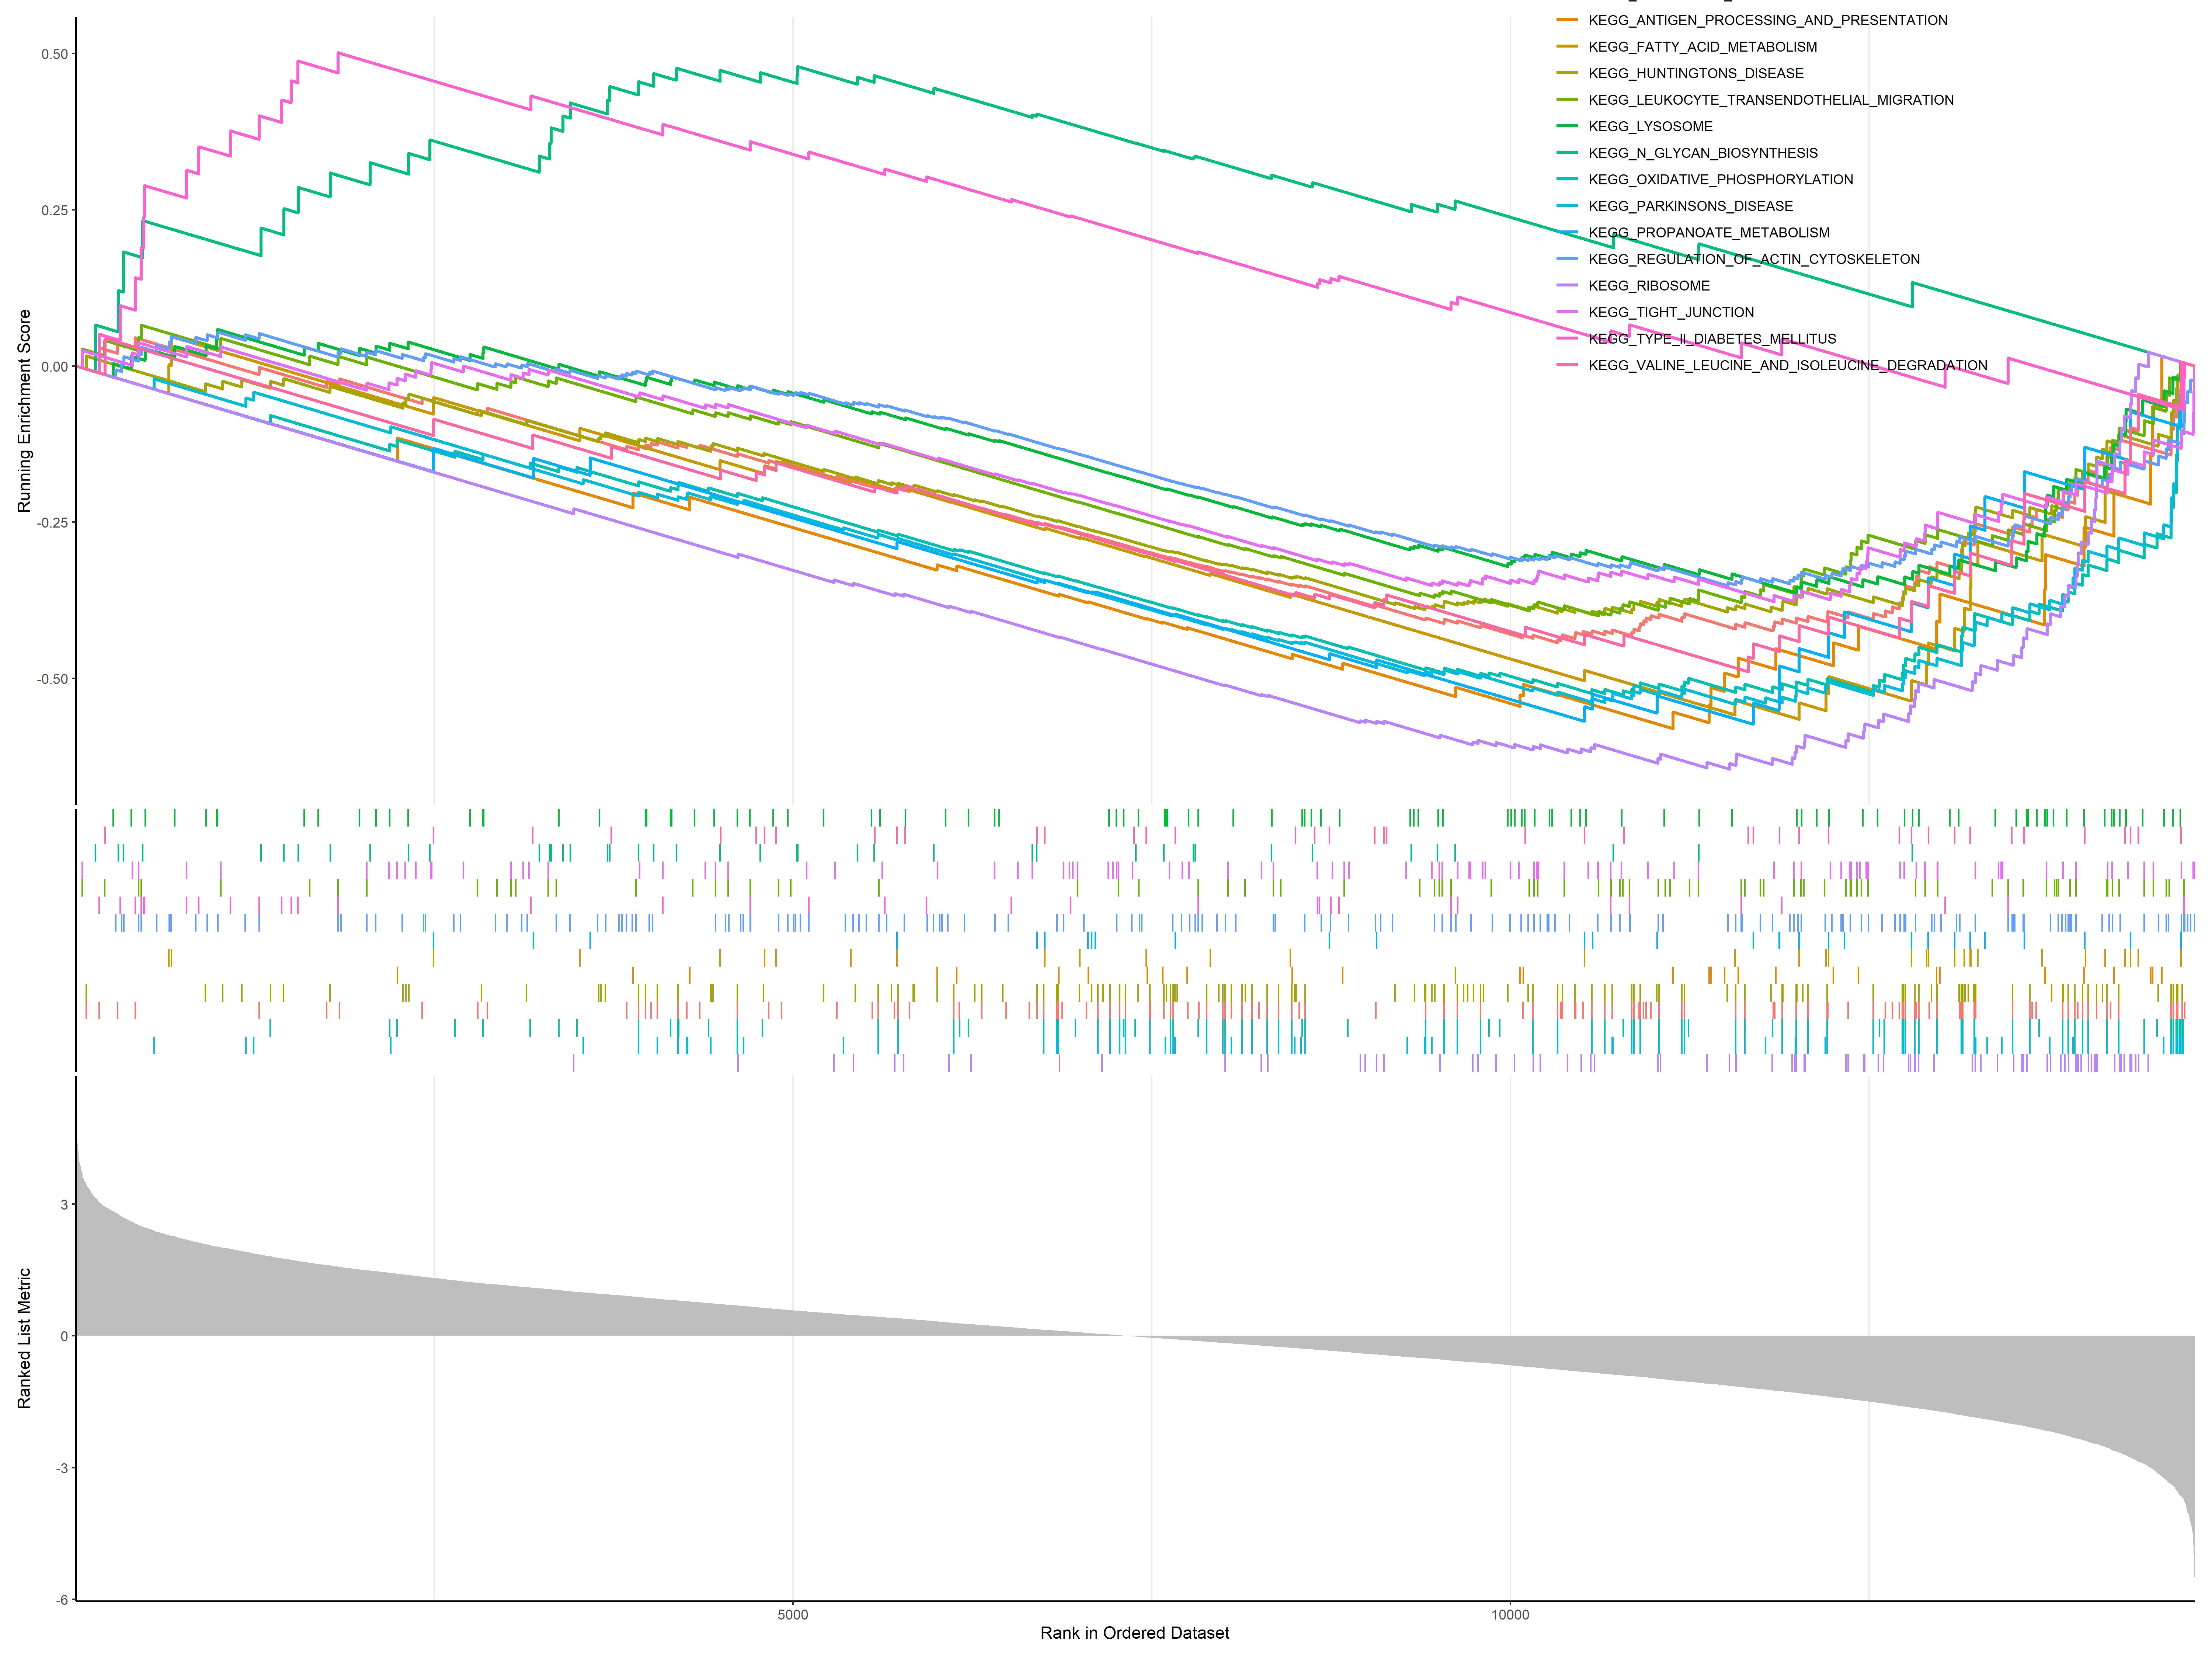 KEGG_ANTIGEN_PROCESSING_AND_PRESENTATION
KEGG_FATTY_ACID_METABOLISM
KEGG_HUNTINGTONS_DISEASE
KEGG_LEUKOCYTE_TRANSENDOTHELIAL_MIGRATION
KEGG_LYSOSOME
KEGG_N_GLYCAN_BIOSYNTHESIS
KEGG_OXIDATIVE_PHOSPHORYLATION
KEGG_PARKINSONS_DISEASE
KEGG_PROPANOATE_METABOLISM
KEGG_REGULATION_OF_ACTIN_CYTOSKELETON
KEGG_RIBOSOME
KEGG_TIGHT_JUNCTION
KEGG_TYPE_II_DIABETES_MELLITUS
KEGG_VALINE_LEUCINE_AND_ISOLEUCINE_DEGRADATION
0.50
0.25
0.00
-0.25
-0.50
Running Enrichment Score
3
0
-3
-6
Ranked List Metric
5000
10000
Rank in Ordered Dataset